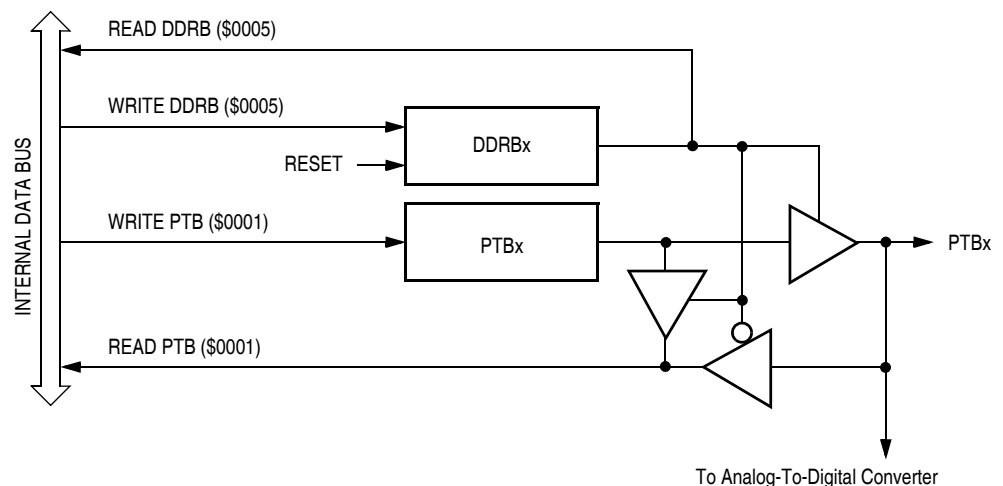 READ DDRB ($0005)
WRITE DDRB ($0005)
DDRBx
RESET
WRITE PTB ($0001)
PTBx
PTBx
READ PTB ($0001)
INTERNAL DATA BUS
To Analog-To-Digital Converter